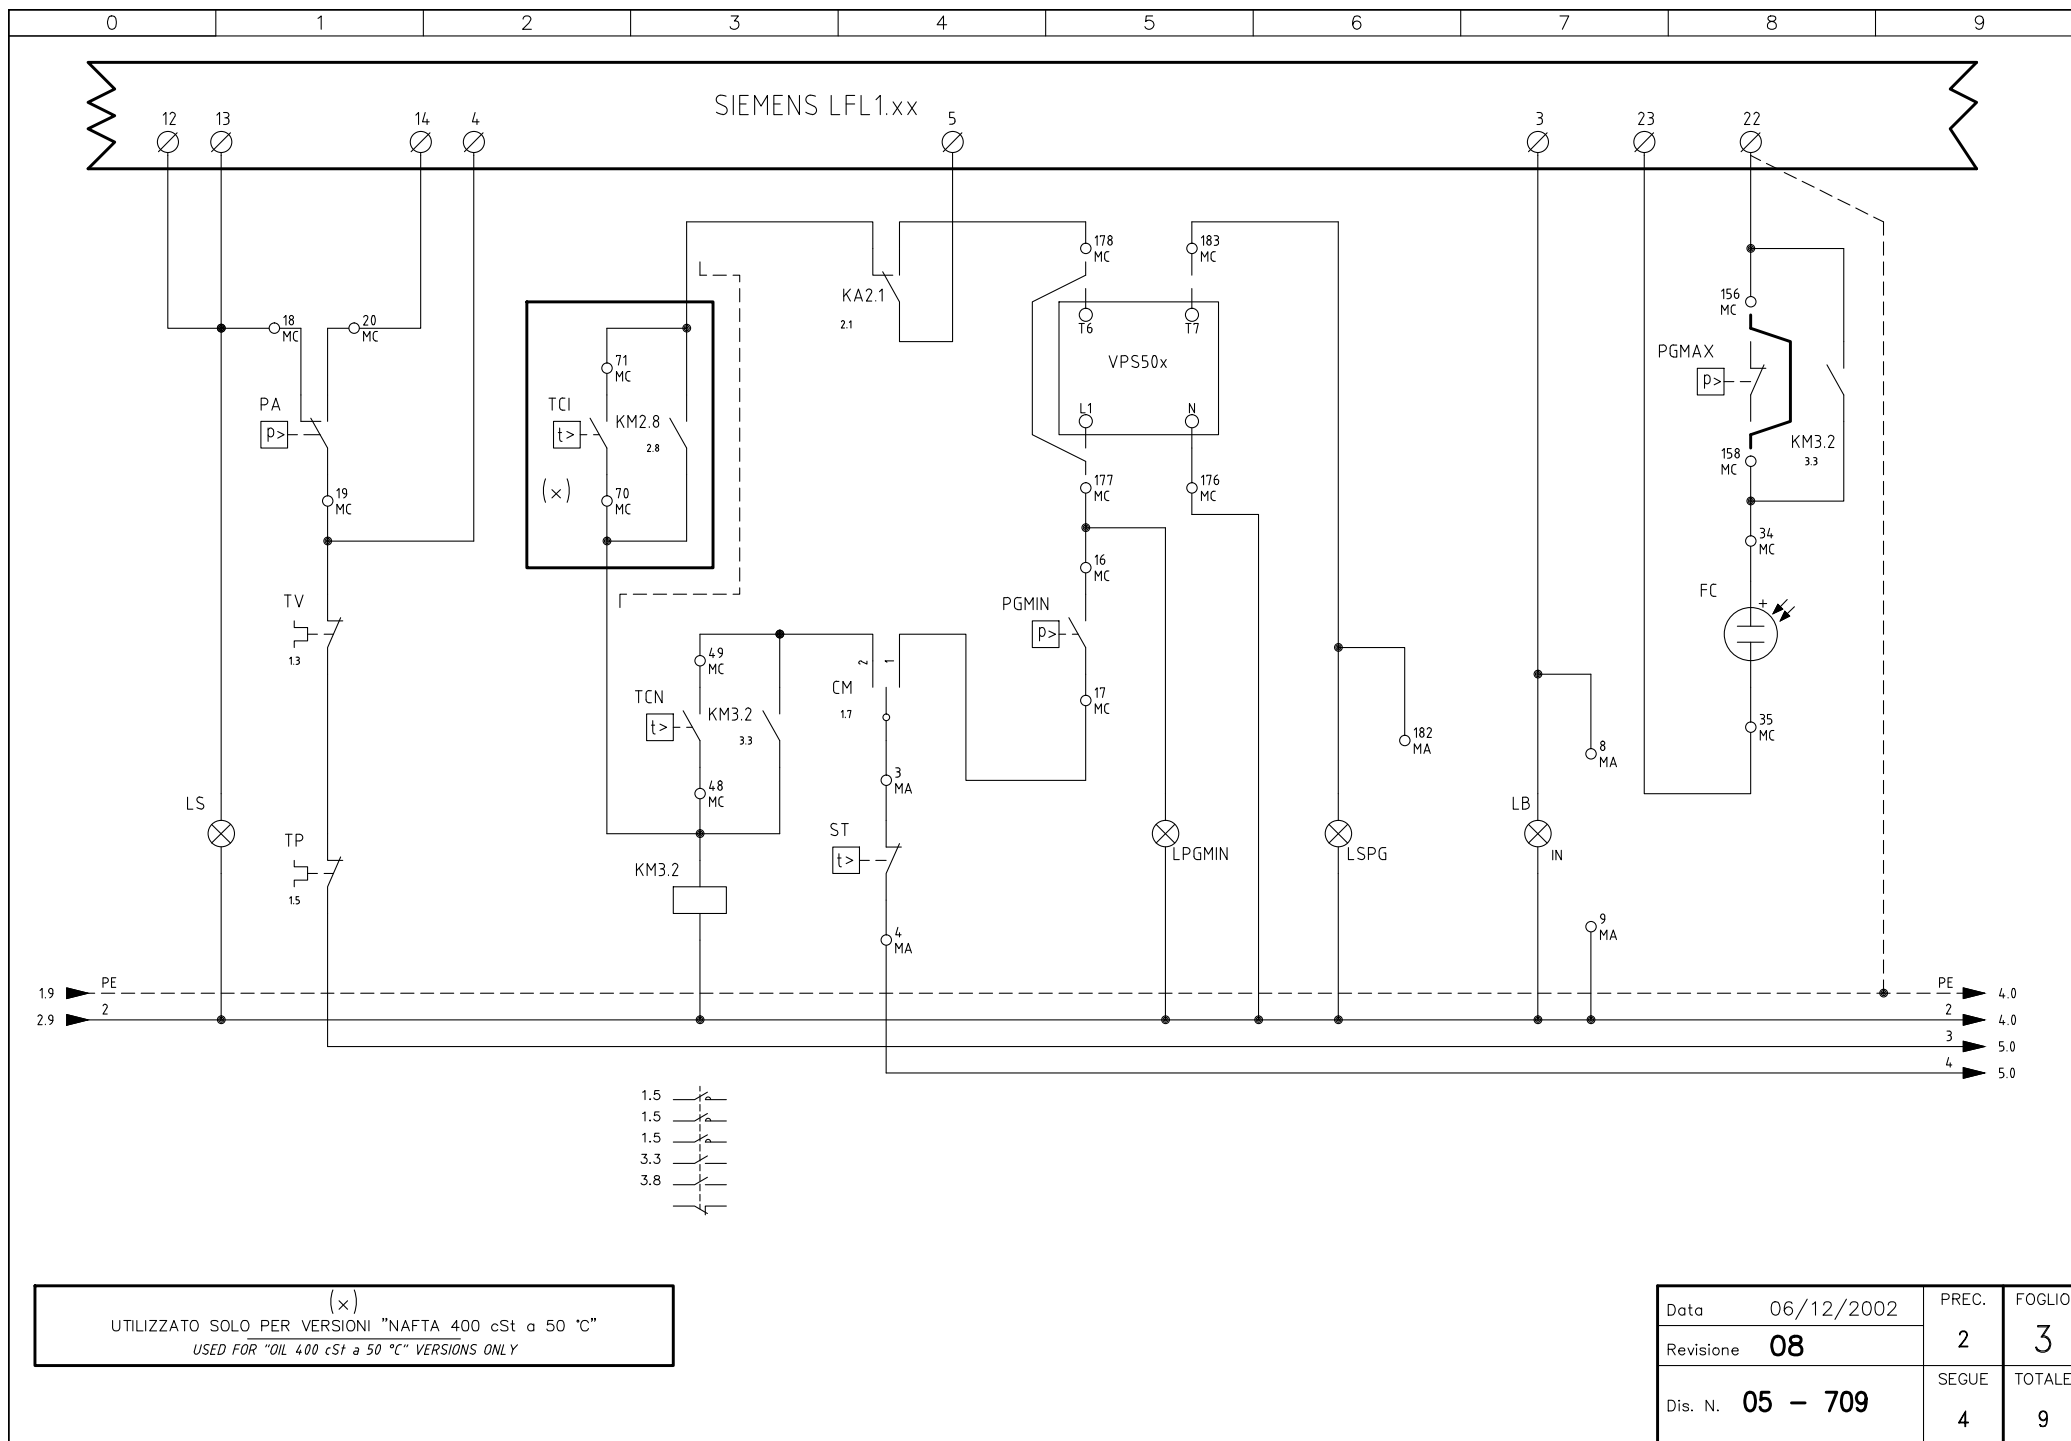 0 1 2 3 4 5 6 7 8 9
SIEMENS LFL1.xx
12 13 14 4 5 3 23 22
178
MC
183
MC
KA2.1
2.1
156
MC
18
MC
20
MC
T6 T7
VPS50x
L1 N
PGMAX
p>
71
MC
PA
p>
TCI
t>
KM2.8
2.8
(x)
70
MC
KM3.2
3.3
158
MC
19
MC
177
MC
176
MC
34
MC
16
MC
TV
1.3
PGMIN
p>
FC
+
49
MC
2 1
CM
1.7
TCN
t>
KM3.2
3.3
17
MC
182
MA
35
MC
8
MA
3
MA
48
MC
LS
LB
IN
TP
1.5
ST
t>
LPGMIN
LSPG
KM3.2
4
MA
9
MA
1.9 PE PE 4.0
2.9 2 2 4.0
3 5.0
4 5.0
1.5
1.5
1.5
3.3
3.8
(x)
UTILIZZATO SOLO PER VERSIONI "NAFTA 400 cSt a 50 °C"
USED FOR "OIL 400 cSt a 50 °C" VERSIONS ONLY
Data 06/12/2002
Revisione 08
Dis. N. 05 - 709
PREC.
2
FOGLIO
3
SEGUE
4
TOTALE
9